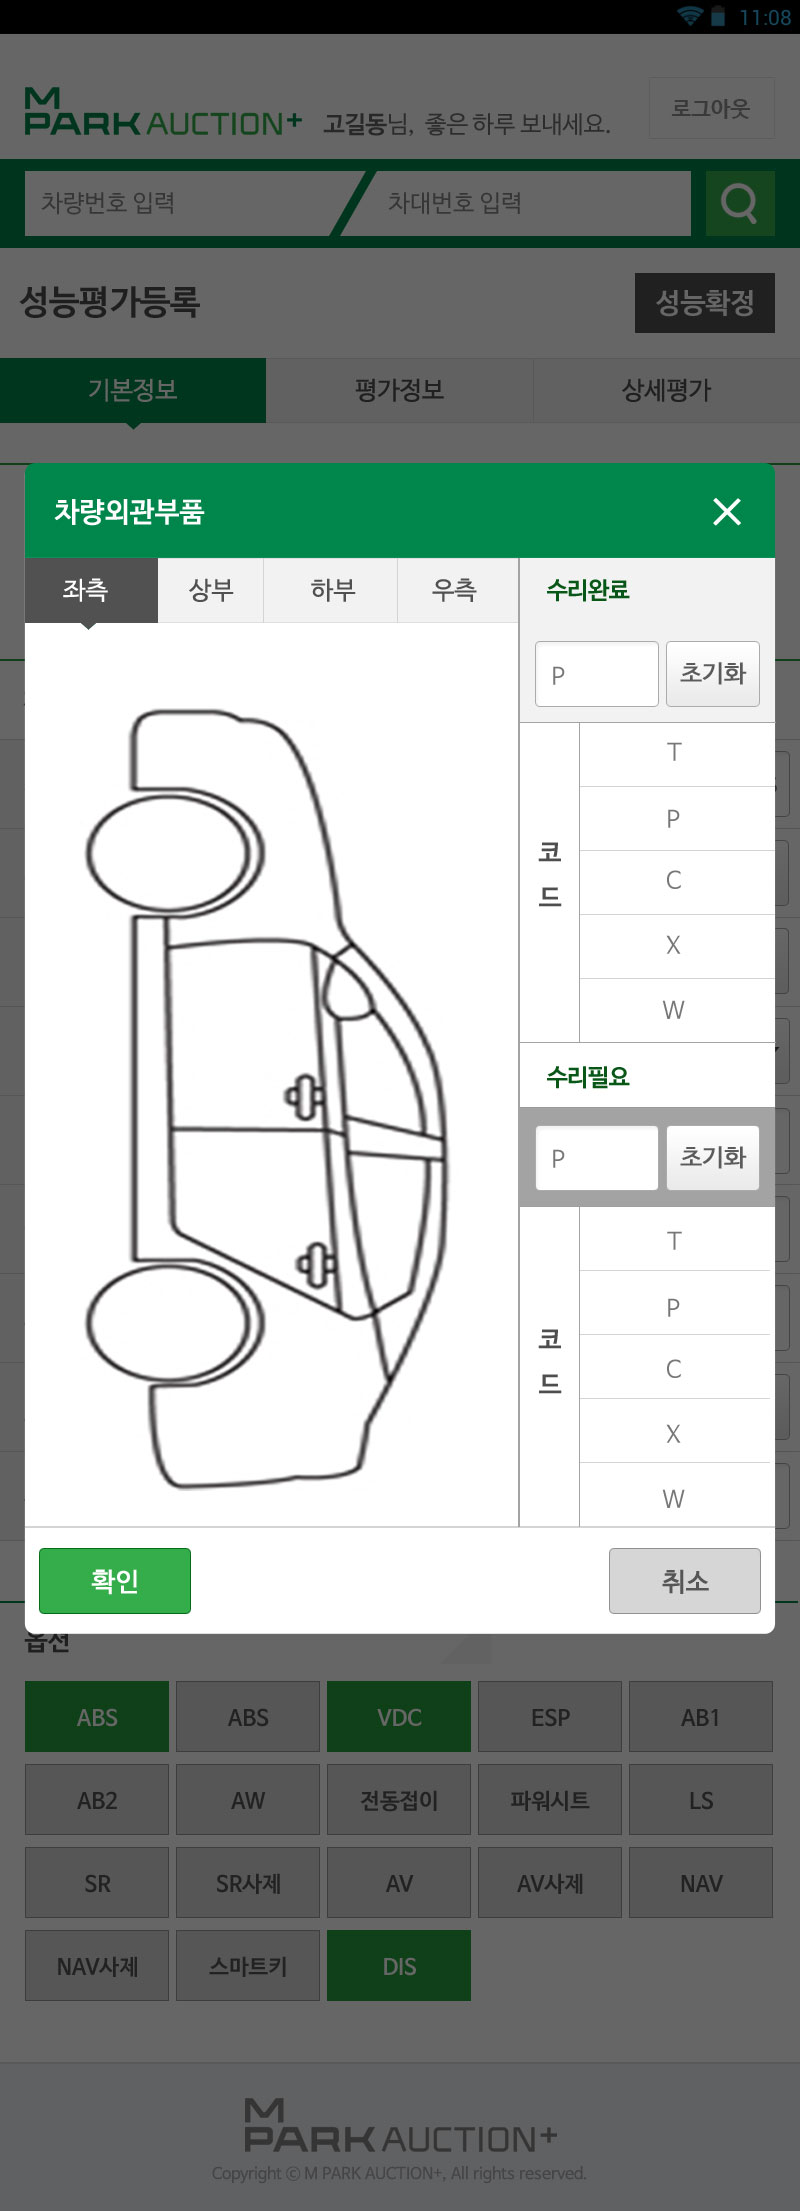 11:08
M
PARK AUCTION+ 고길동님, 좋은 하루 보내세요. 로그아웃
차량번호 입력 차대번호 입력
성능평가등록 성능확정
기본정보 평가정보 상세평가
차량외관부품
좌측 상부 하부 우측
수리완료
P 초기화
코드
T
P
C
X
W
수리필요
P 초기화
코드
T
P
C
X
W
확인 취소
옵션
ABS ABS VDC ESP AB1
AB2 AW 전동접이 파워시트 LS
SR SR사제 AV AV사제 NAV
NAV사제 스마트키 DIS
M
PARK AUCTION+
Copyright ⓒ M PARK AUCTION+, All rights reserved.